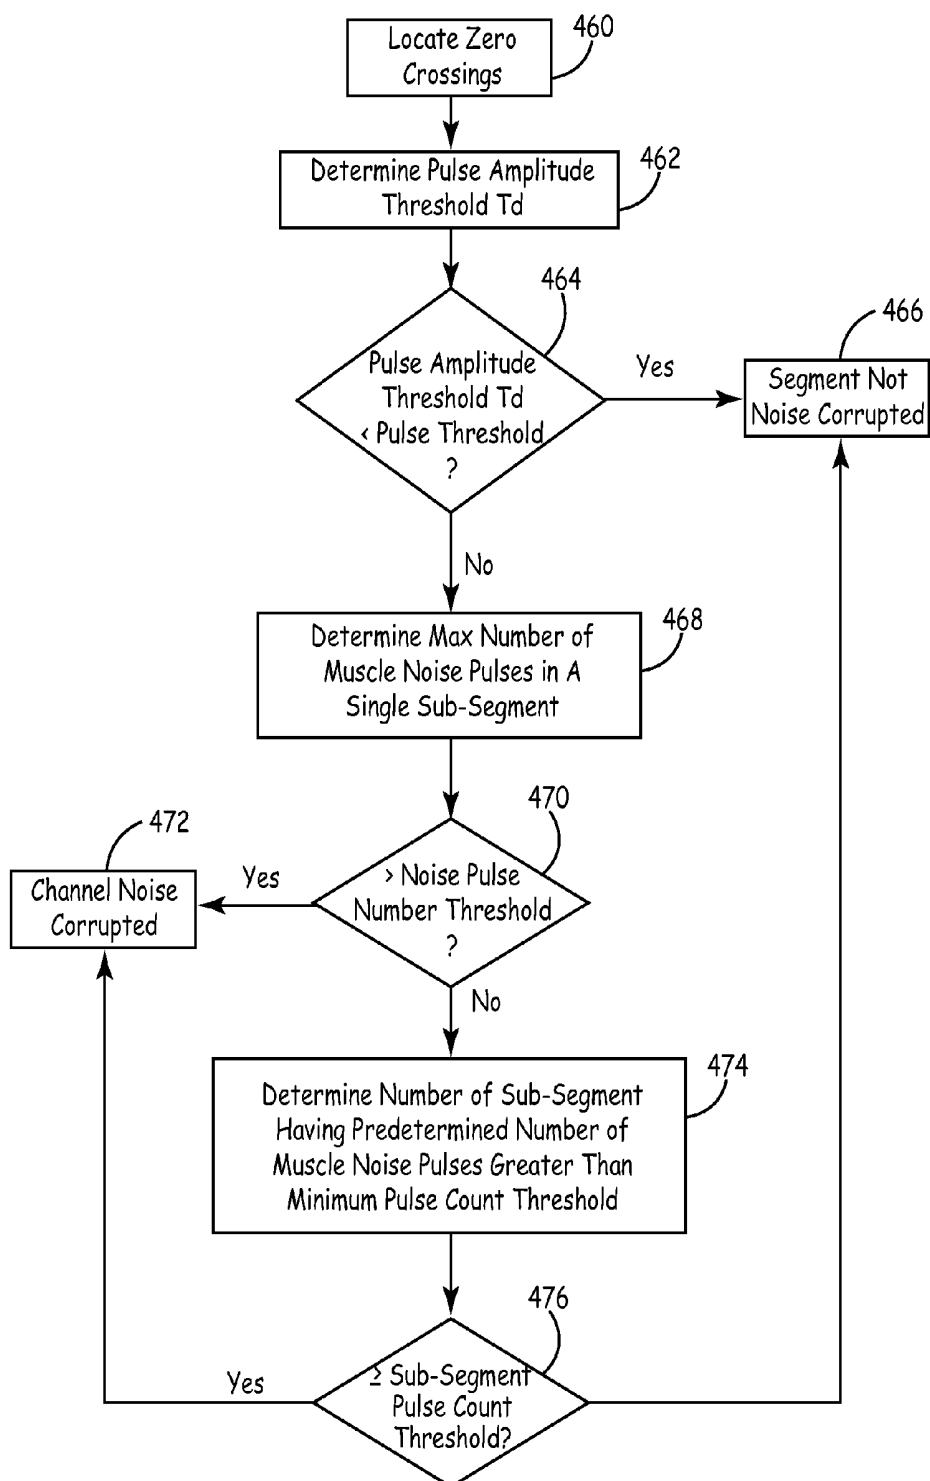 460
Locate Zero
Crossings
462
Determine Pulse Amplitude
Threshold Td
464
Pulse Amplitude
Threshold Td
< Pulse Threshold
?
Yes
466
Segment Not
Noise Corrupted
No
468
Determine Max Number of
Muscle Noise Pulses in A
Single Sub-Segment
470
> Noise Pulse
Number Threshold
?
Yes
472
Channel Noise
Corrupted
No
474
Determine Number of Sub-Segment
Having Predetermined Number of
Muscle Noise Pulses Greater Than
Minimum Pulse Count Threshold
476
≥ Sub-Segment
Pulse Count
Threshold?
Yes